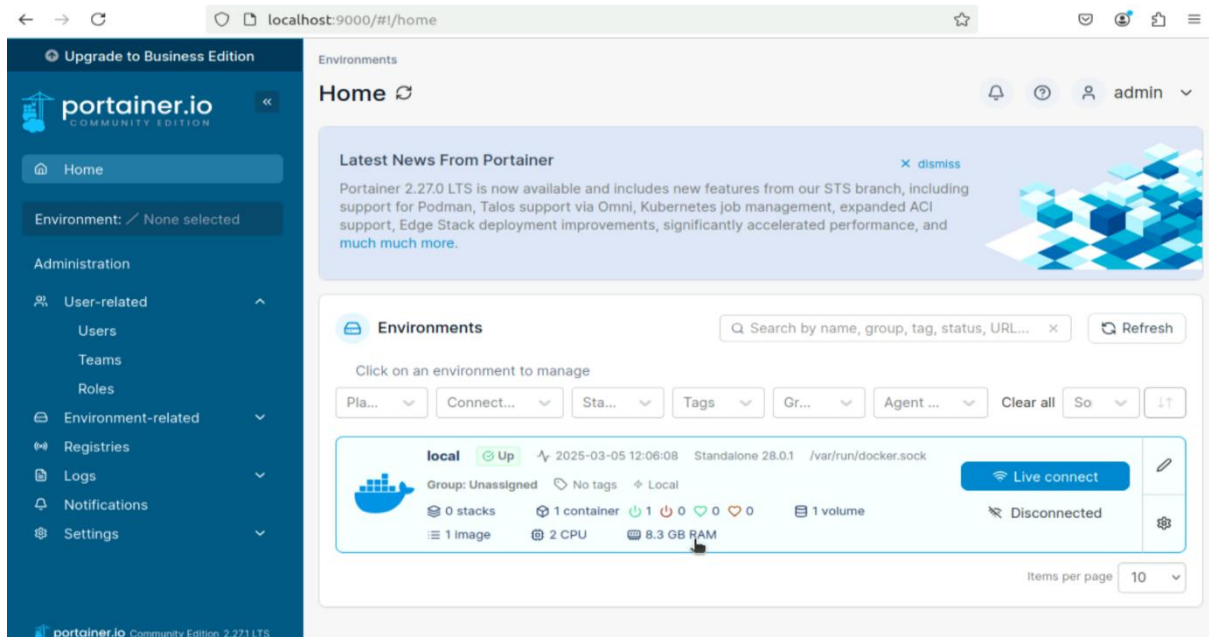 localhost:9000/#!/home
Upgrade to Business Edition
portainer.io
COMMUNITY EDITION
Home
Environment: None selected
Administration
User-related
Users
Teams
Roles
Environment-related
Registries
Logs
Notifications
Settings
portainer.io Community Edition 2.27.1 LTS
Environments
Home
admin
Latest News From Portainer
dismiss
Portainer 2.27.0 LTS is now available and includes new features from our STS branch, including
support for Podman, Talos support via Omni, Kubernetes job management, expanded ACI
support, Edge Stack deployment improvements, significantly accelerated performance, and
much much more.
Environments
Search by name, group, tag, status, URL...
Refresh
Click on an environment to manage
Pla... Connect... Sta... Tags Gr... Agent ... Clear all So
local Up 2025-03-05 12:06:08 Standalone 28.0.1 /var/run/docker.sock
Group: Unassigned No tags Local
0 stacks 1 container 1 0 0 0 1 volume
1 image 2 CPU 8.3 GB RAM
Live connect
Disconnected
Items per page 10